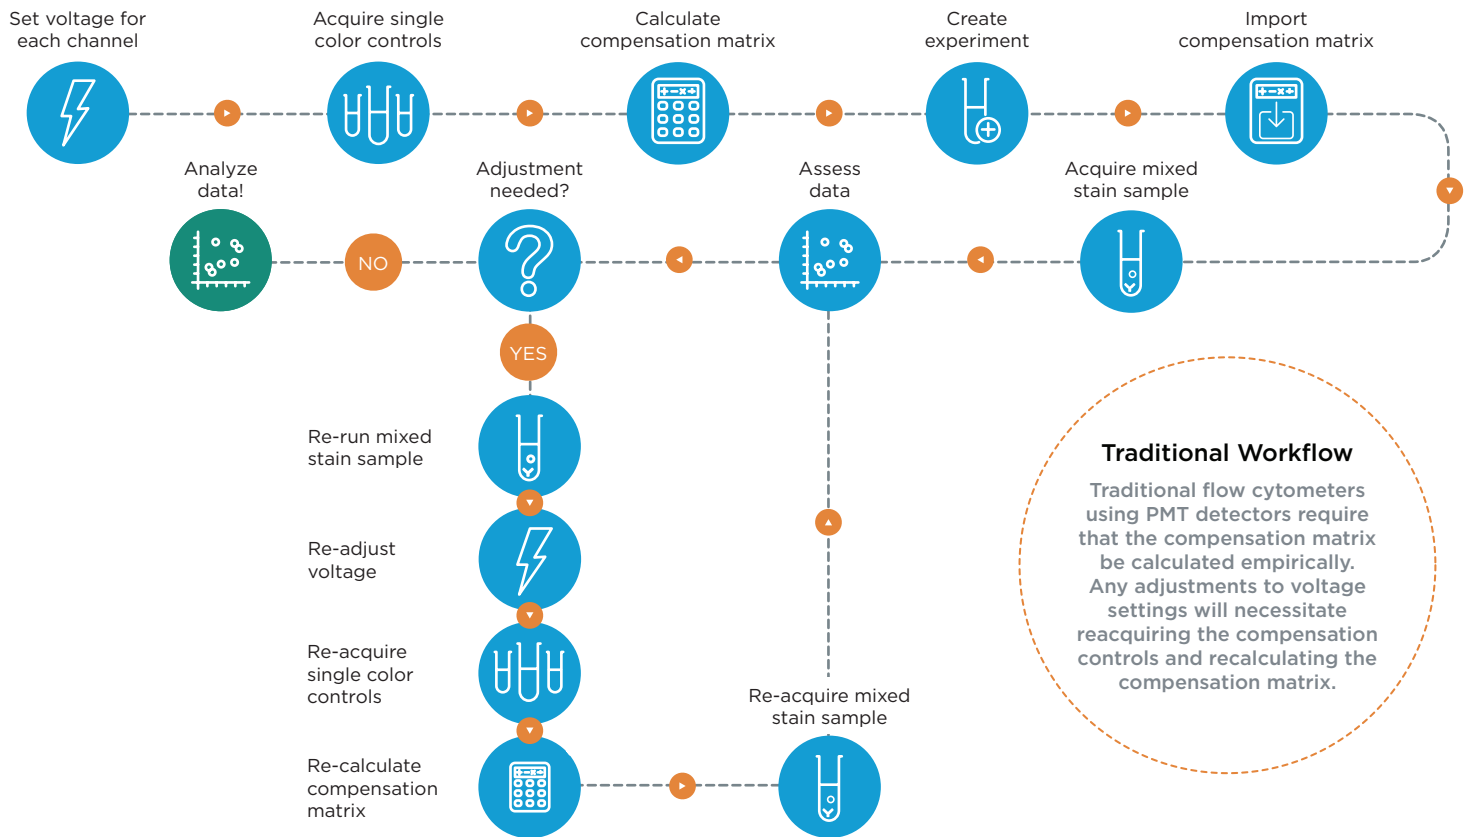 Set voltage for
each channel
Acquire single
color controls
Calculate
compensation matrix
Create
experiment
Import
compensation matrix
Analyze
data!
Adjustment
needed?
Assess
data
Acquire mixed
stain sample
NO
YES
Re-run mixed
stain sample
Re-adjust
voltage
Re-acquire
single color
controls
Re-calculate
compensation
matrix
Re-acquire mixed
stain sample
Traditional Workflow
Traditional flow cytometers
using PMT detectors require
that the compensation matrix
be calculated empirically.
Any adjustments to voltage
settings will necessitate
reacquiring the compensation
controls and recalculating the
compensation matrix.